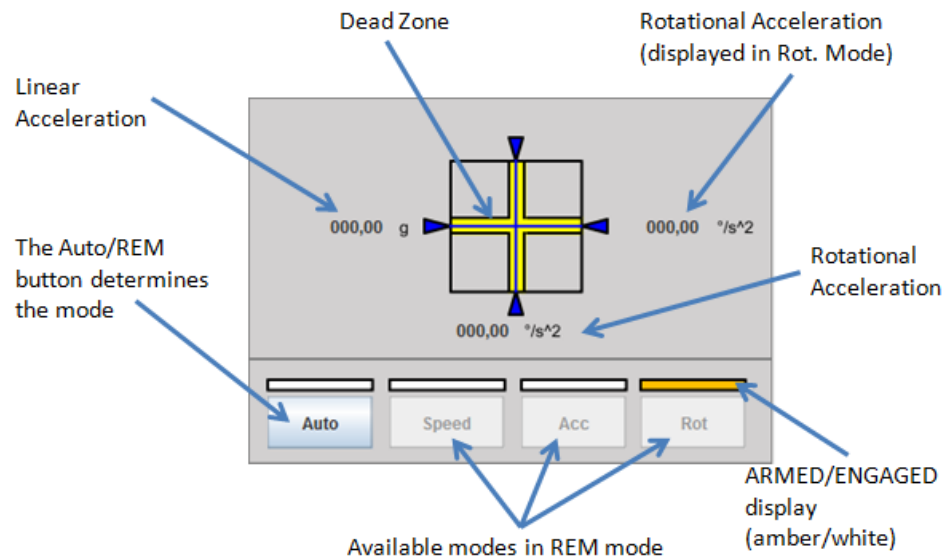 Dead Zone
Rotational Acceleration
(displayed in Rot. Mode)
Linear
Acceleration
000,00 g
000,00 °/s^2
The Auto/REM
button determines
the mode
Rotational
Acceleration
000,00 °/s^2
Auto
Speed
Acc
Rot
ARMED/ENGAGED
display
(amber/white)
Available modes in REM mode